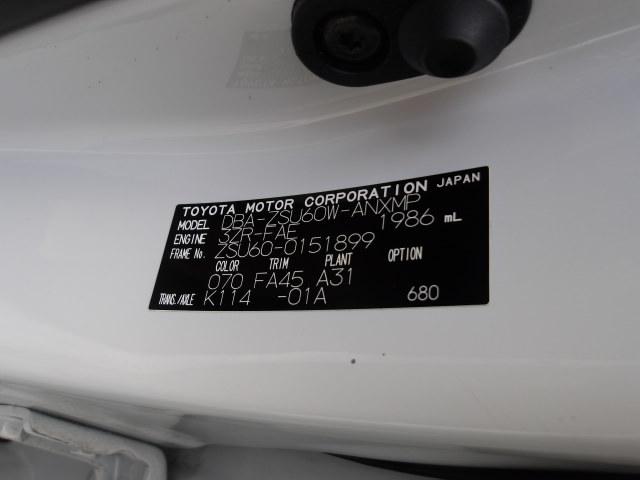 TOYOTA MOTOR CORPORATION JAPAN
MODEL DBA-ZSU60W-ANXMP
ENGINE 3ZR-FAE 1986 mL
FRAME No. ZSU60-0151899
COLOR TRIM PLANT OPTION
070 FA45 A31
TRANS./AXLE K114 -01A 680